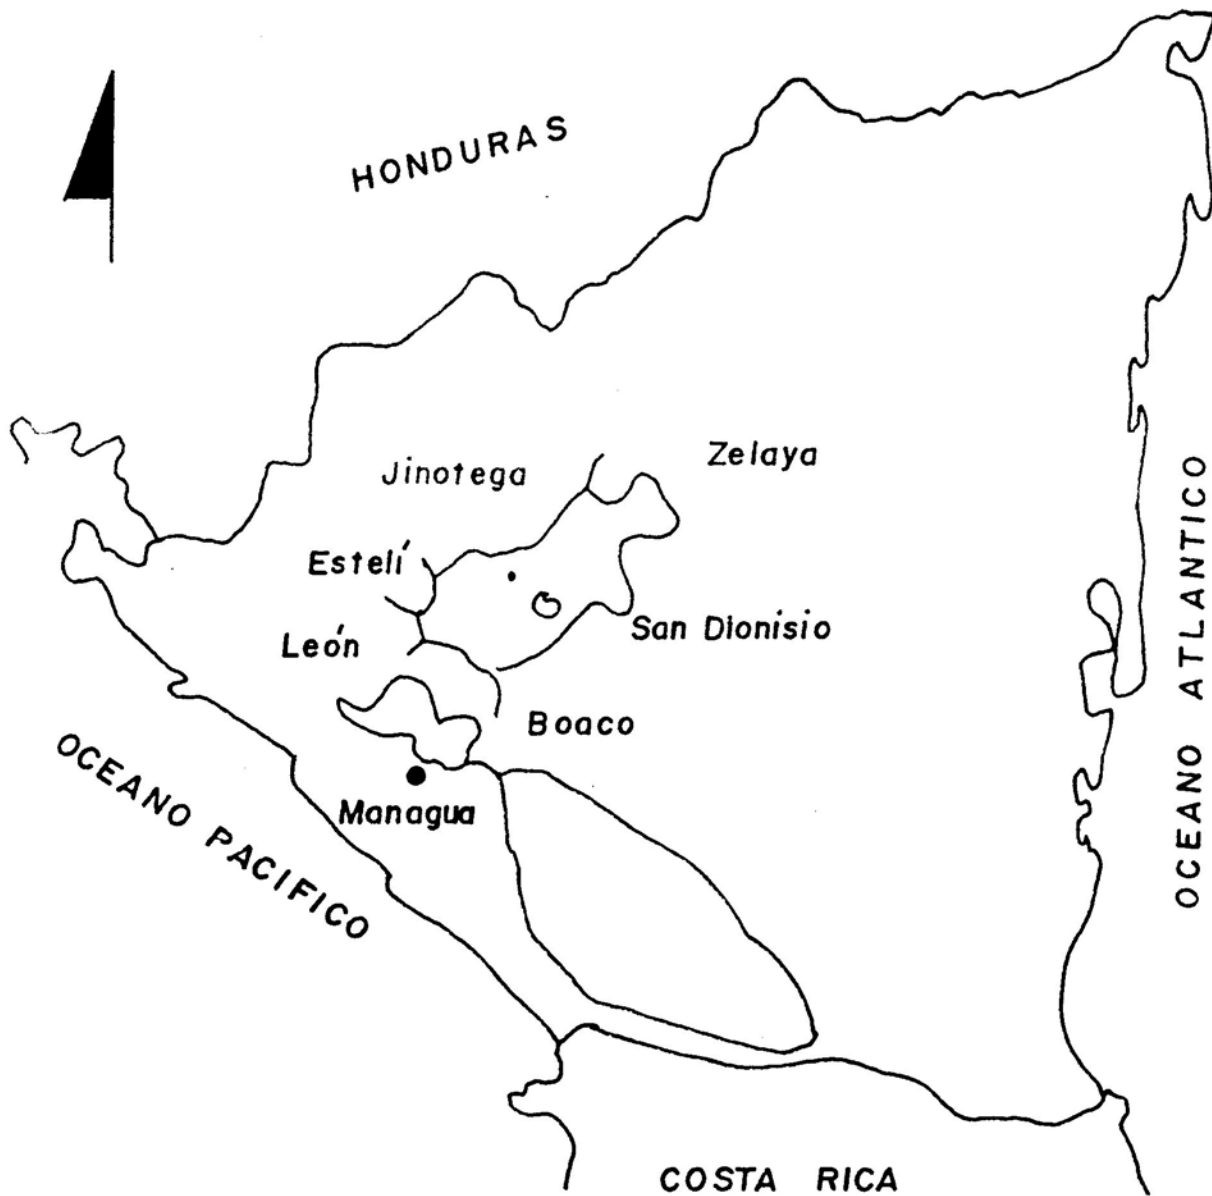 HONDURAS
Zelaya
Jinotega
Estelí
San Dionisio
León
Boaco
Managua
OCEANO PACIFICO
OCEANO ATLANTICO
COSTA RICA